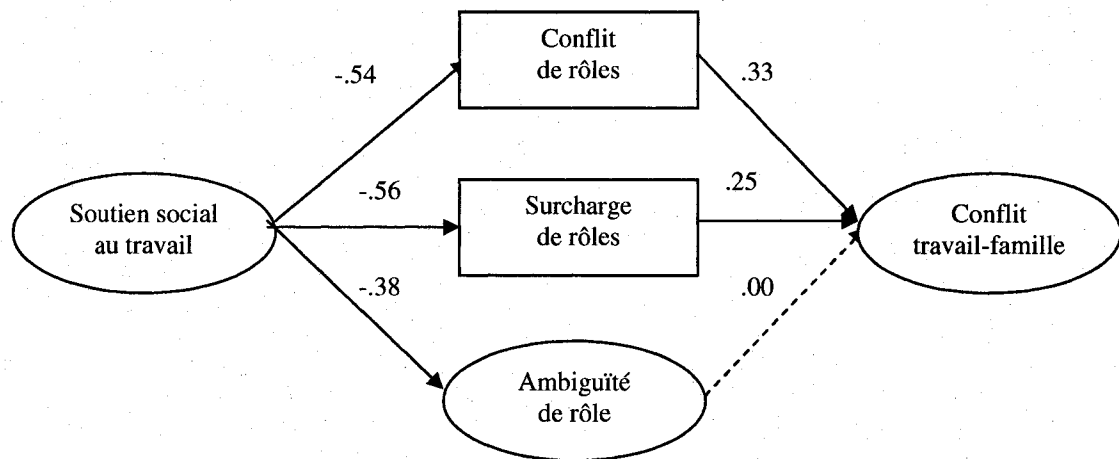 Conflit
de rôles
-.54
.33
Soutien social
au travail
-.56
Surcharge
de rôles
.25
Conflit
travail-famille
-.38
.00
Ambiguïté
de rôle